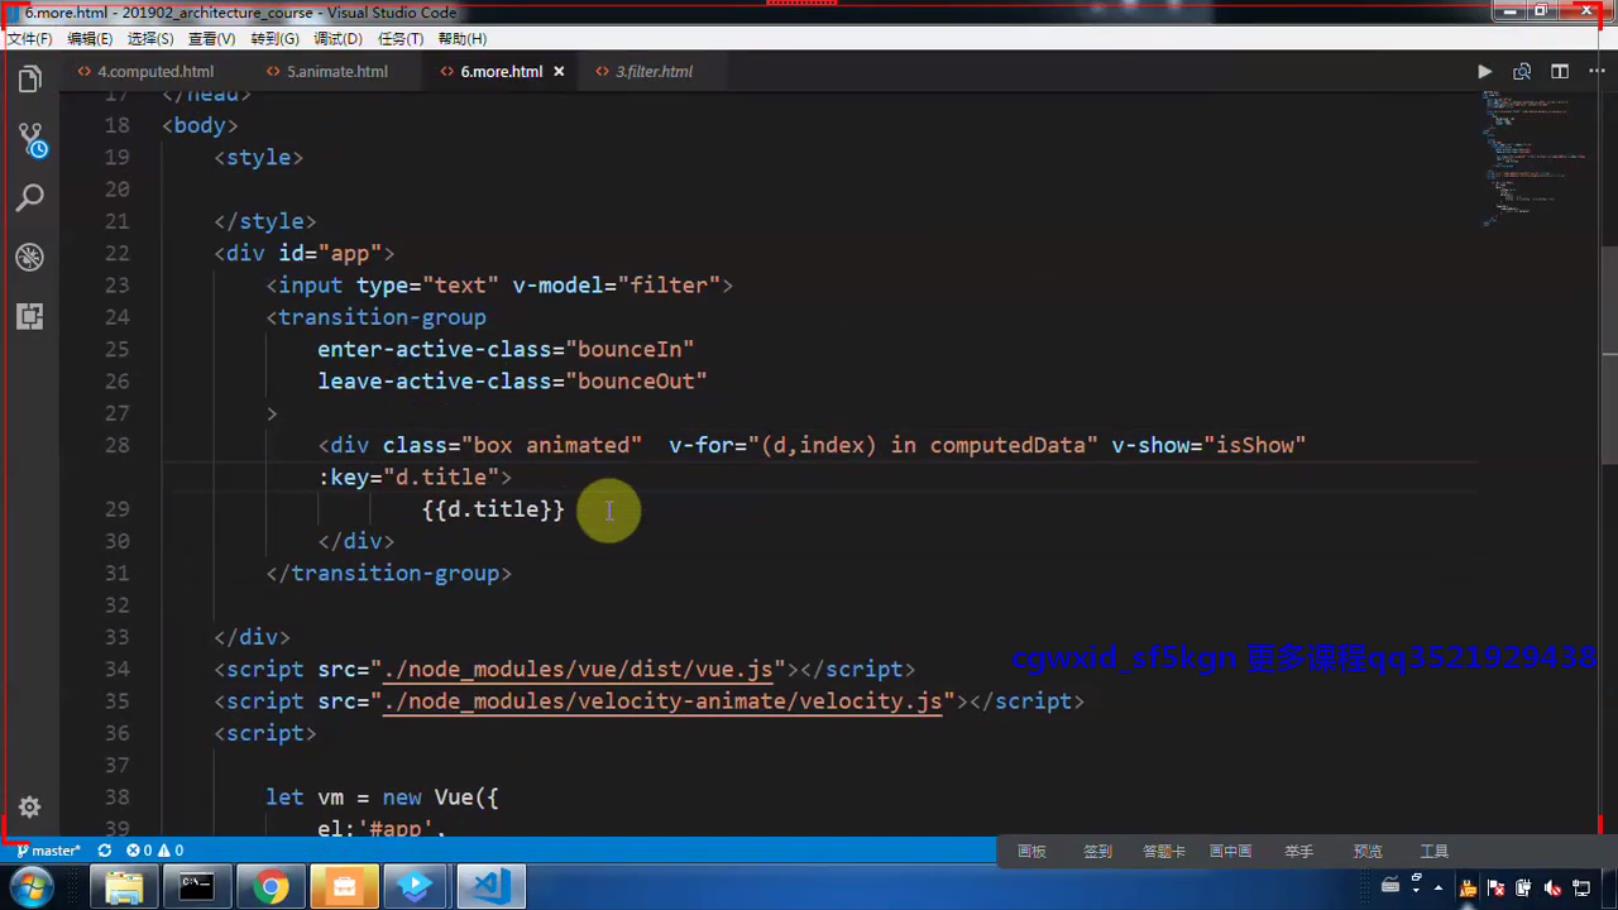 6.more.html - 201902_architecture_course - Visual Studio Code
文件(F) 编辑(E) 选择(S) 查看(V) 转到(G) 调试(D) 任务(T) 帮助(H)
<> 4.computed.html <> 5.animate.html <> 6.more.html × <> 3.filter.html ...
17 </head>
18 <body>
19 <style>
20
21 </style>
22 <div id="app">
23 <input type="text" v-model="filter">
24 <transition-group
25 enter-active-class="bounceIn"
26 leave-active-class="bounceOut"
27 >
28 <div class="box animated" v-for="(d,index) in computedData" v-show="isShow"
:key="d.title">
29 {{d.title}}
30 </div>
31 </transition-group>
32
33 </div>
34 <script src="./node_modules/vue/dist/vue.js"></script>
35 <script src="./node_modules/velocity-animate/velocity.js"></script>
36 <script>
37
38 let vm = new Vue({
39 el:'#app',
cgwxid_sf5kgn 更多课程qq3521929438
master* 0 0
画板 签到 答题卡 画中画 举手 预览 工具
C:\